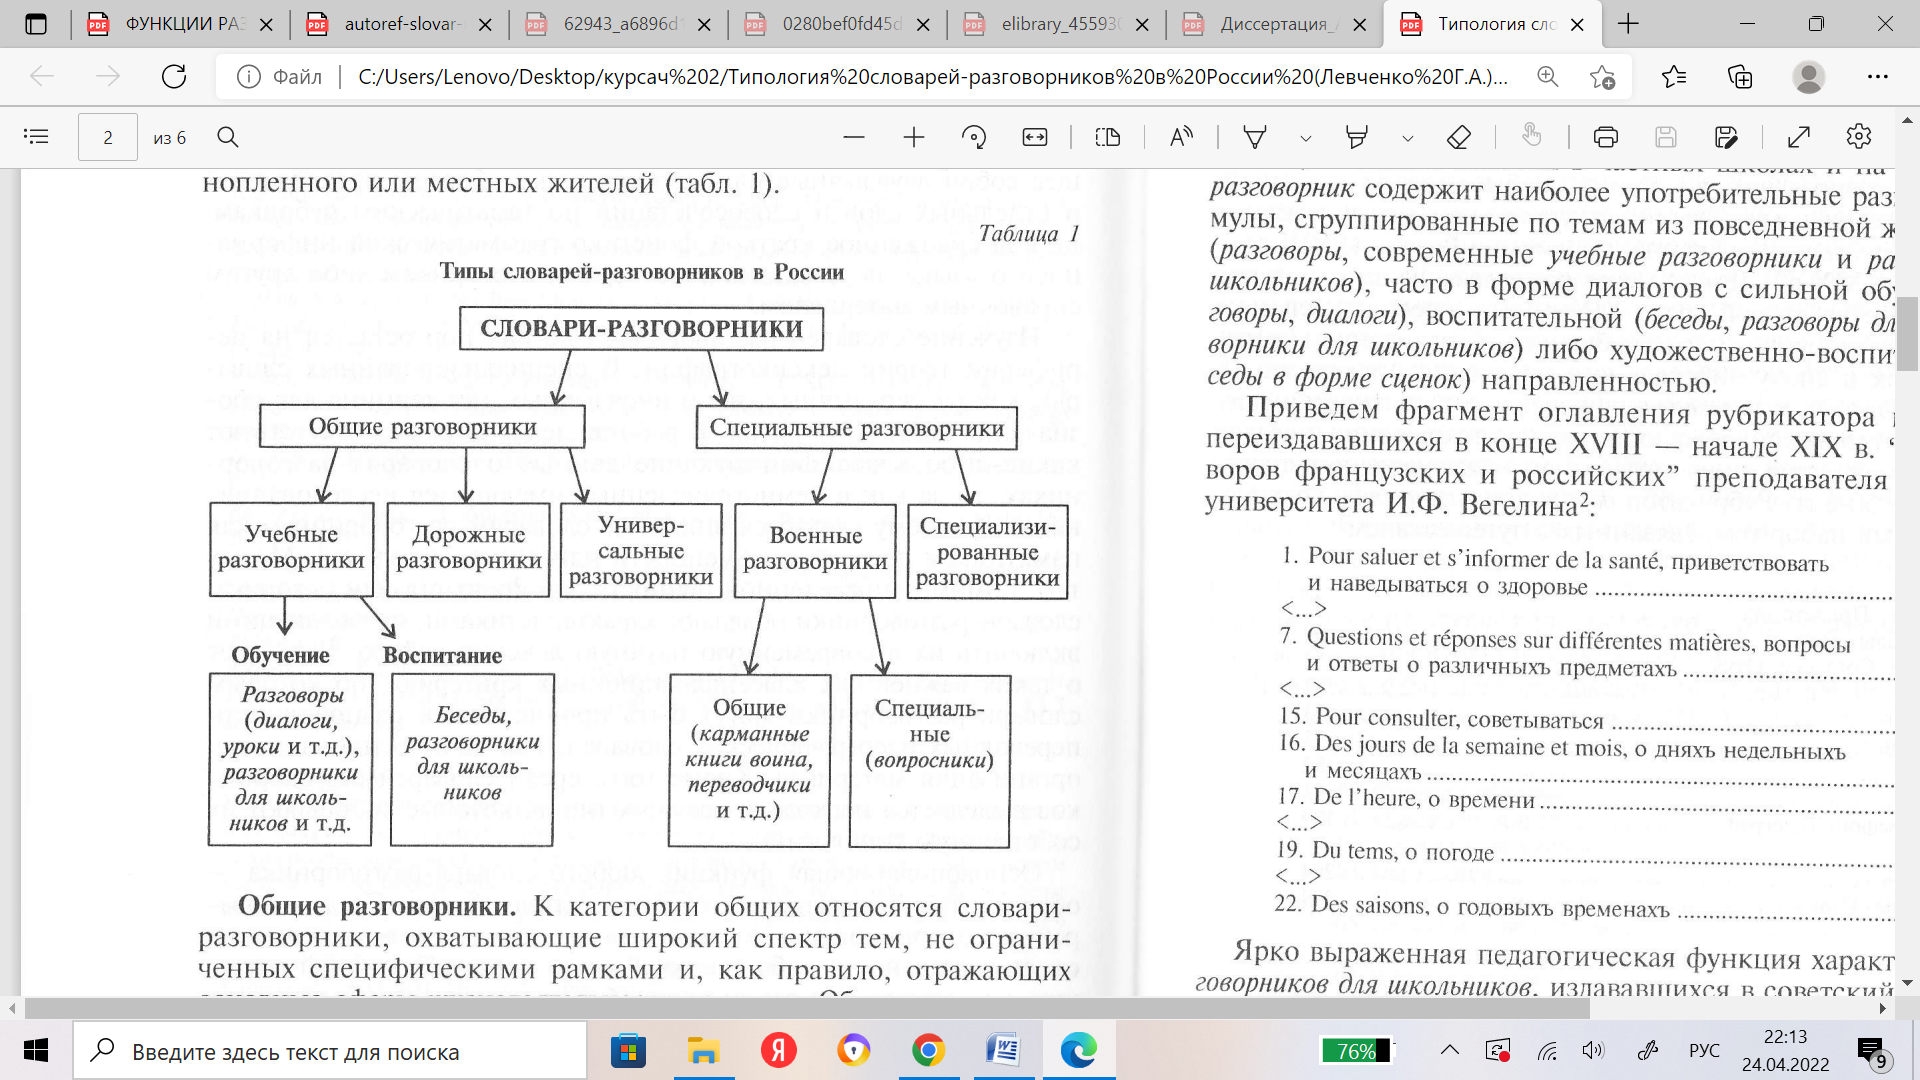 ФУНКЦИИ РАЗ
autoref-slovar-
62943_a6896d1
0280bef0fd45d
elibrary_455930
Диссертация_
Типология сло
Файл
C:/Users/Lenovo/Desktop/курсач%202/Типология%20словарей-разговорников%20в%20России%20(Левченко%20Г.А.)...
2
из 6
нопленного или местных жителей (табл. 1).
Таблица 1
Типы словарей-разговорников в России
СЛОВАРИ-РАЗГОВОРНИКИ
Общие разговорники
Специальные разговорники
Учебные
разговорники
Дорожные
разговорники
Универ-
сальные
разговорники
Военные
разговорники
Специализи-
рованные
разговорники
Обучение
Воспитание
Разговоры
(диалоги,
уроки и т.д.),
разговорники
для школь-
ников и т.д.
Беседы,
разговорники
для школь-
ников
Общие
(карманные
книги воина,
переводчики
и т.д.)
Специаль-
ные
(вопросники)
Общие разговорники. К категории общих относятся словари-
разговорники, охватывающие широкий спектр тем, не ограни-
ченных специфическими рамками и, как правило, отражающих
разговорник содержит наиболее употребительные раз
мулы, сгруппированные по темам из повседневной ж
(разговоры, современные учебные разговорники и ра
школьников), часто в форме диалогов с сильной обу
говоры, диалоги), воспитательной (беседы, разговоры дл
ворники для школьников) либо художественно-воспит
седы в форме сценок) направленностью.
Приведем фрагмент оглавления рубрикатора
переиздававшихся в конце XVIII — начале XIX в. “
воров французских и российских” преподавателя
университета И.Ф. Вегелина²:
1. Pour saluer et s’informer de la santé, приветствовать
и наведываться о здоровье
<...>
7. Questions et réponses sur différentes matières, вопросы
и ответы о различныхъ предметахъ
<...>
15. Pour consulter, советываться
16. Des jours de la semaine et mois, о дняхъ недельныхъ
и месяцахъ
17. De l’heure, о времени
<...>
19. Du tems, о погоде
<...>
22. Des saisons, о годовыхъ временахъ
Ярко выраженная педагогическая функция характ
говорников для школьников, издававшихся в советский
Введите здесь текст для поиска
76%
РУС
22:13
24.04.2022
9